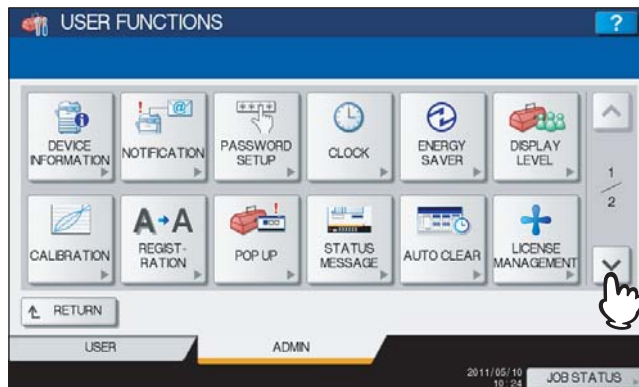 USER FUNCTIONS
?
DEVICE
INFORMATION
NOTIFICATION
PASSWORD
SETUP
CLOCK
ENERGY
SAVER
DISPLAY
LEVEL
1
2
CALIBRATION
REGIST-
RATION
POP UP
STATUS
MESSAGE
AUTO CLEAR
LICENSE
MANAGEMENT
RETURN
USER
ADMIN
2011/05/10
10:24
JOB STATUS